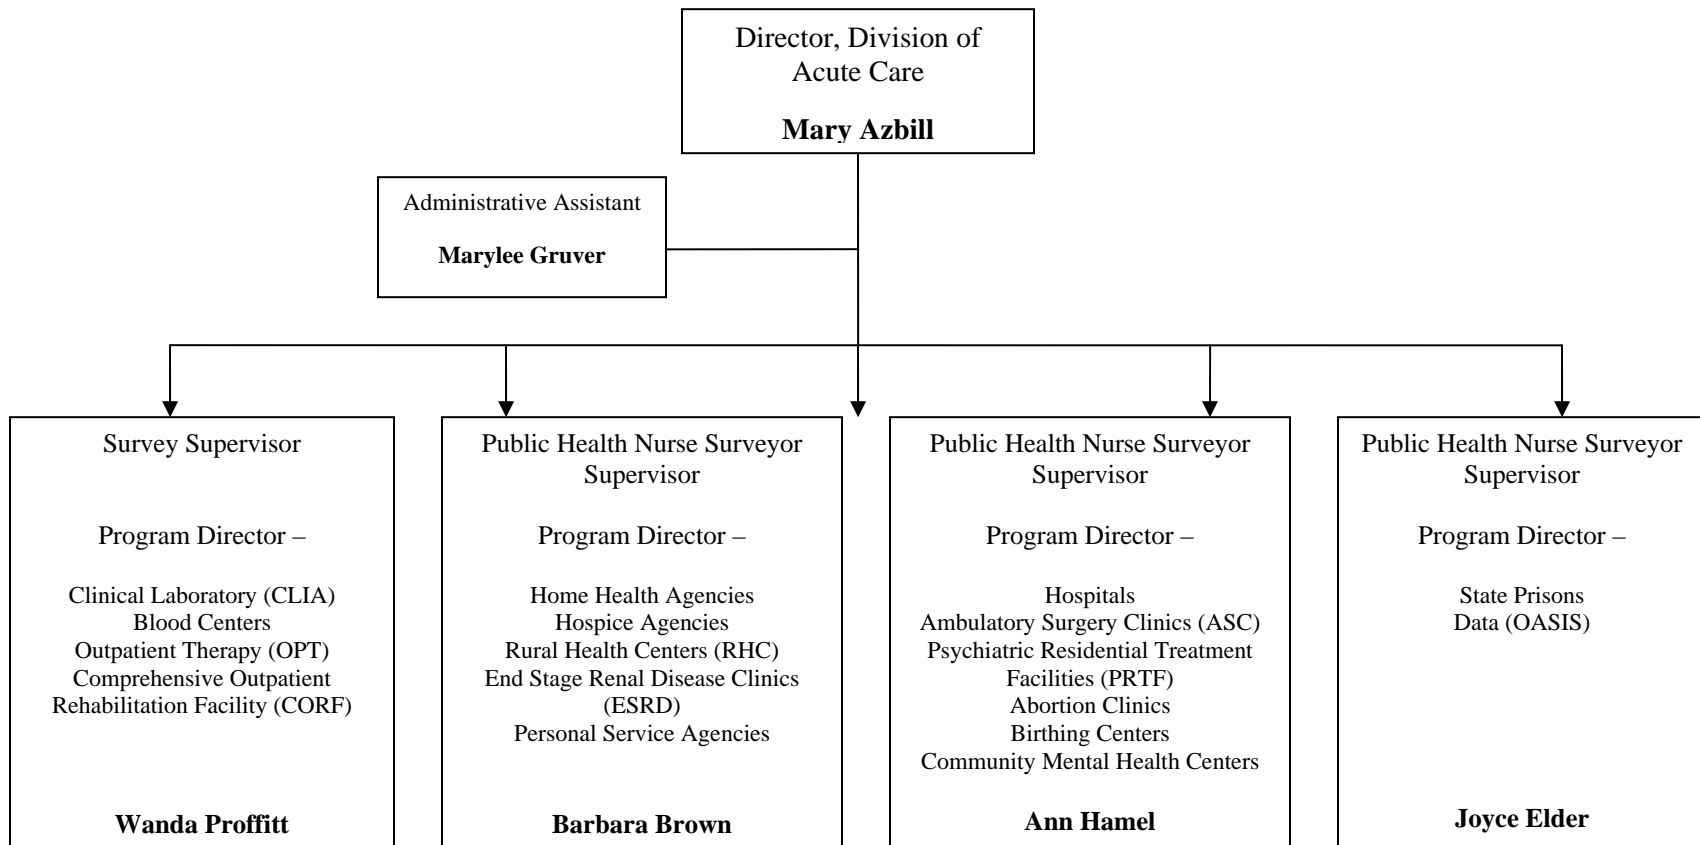 Director, Division of
Acute Care
Mary Azbill
Administrative Assistant
Marylee Gruver
Survey Supervisor
Program Director –
Clinical Laboratory (CLIA)
Blood Centers
Outpatient Therapy (OPT)
Comprehensive Outpatient
Rehabilitation Facility (CORF)
Wanda Proffitt
Public Health Nurse Surveyor
Supervisor
Program Director –
Home Health Agencies
Hospice Agencies
Rural Health Centers (RHC)
End Stage Renal Disease Clinics
(ESRD)
Personal Service Agencies
Barbara Brown
Public Health Nurse Surveyor
Supervisor
Program Director –
Hospitals
Ambulatory Surgery Clinics (ASC)
Psychiatric Residential Treatment
Facilities (PRTF)
Abortion Clinics
Birthing Centers
Community Mental Health Centers
Ann Hamel
Public Health Nurse Surveyor
Supervisor
Program Director –
State Prisons
Data (OASIS)
Joyce Elder